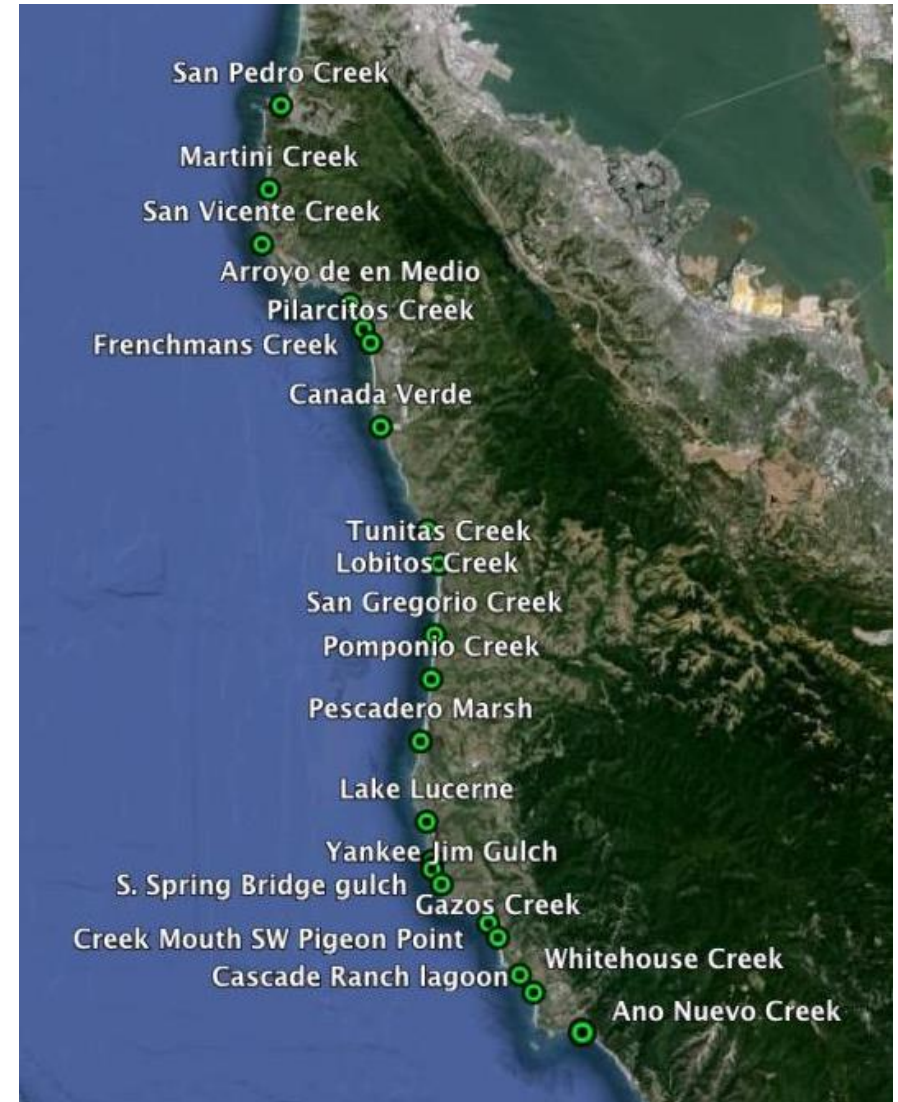 San Pedro Creek
Martini Creek
San Vicente Creek
Arroyo de en Medio
Pilarcitos Creek
Frenchmans Creek
Canada Verde
Tunitas Creek
Lobitos Creek
San Gregorio Creek
Pomponio Creek
Pescadero Marsh
Lake Lucerne
Yankee Jim Gulch
S. Spring Bridge gulch
Gazos Creek
Creek Mouth SW Pigeon Point
Whitehouse Creek
Cascade Ranch lagoon
Ano Nuevo Creek